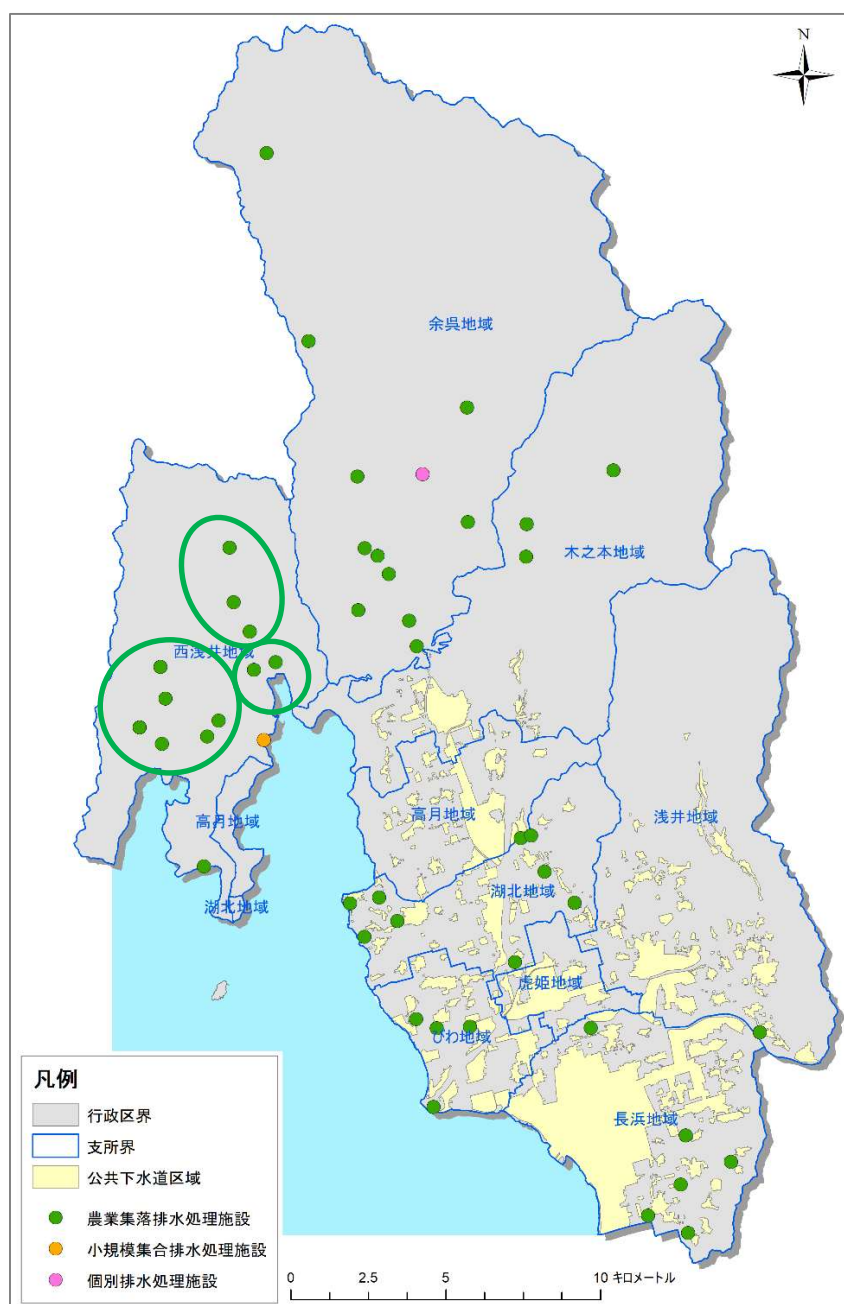 N
余呉地域
木之本地域
西浅井地域
高月地域
浅井地域
高月地域
湖北地域
湖北地域
虎姫地域
びわ地域
長浜地域
凡例
行政区界
支所界
公共下水道区域
農業集落排水処理施設
小規模集合排水処理施設
個別排水処理施設
0 2.5 5 10 キロメートル